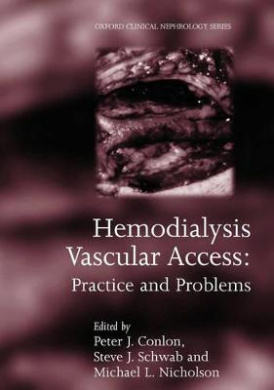 OXFORD CLINICAL NEPHROLOGY SERIES
Hemodialysis
Vascular Access:
Practice and Problems
Edited by
Peter J. Conlon,
Steve J. Schwab and
Michael L. Nicholson